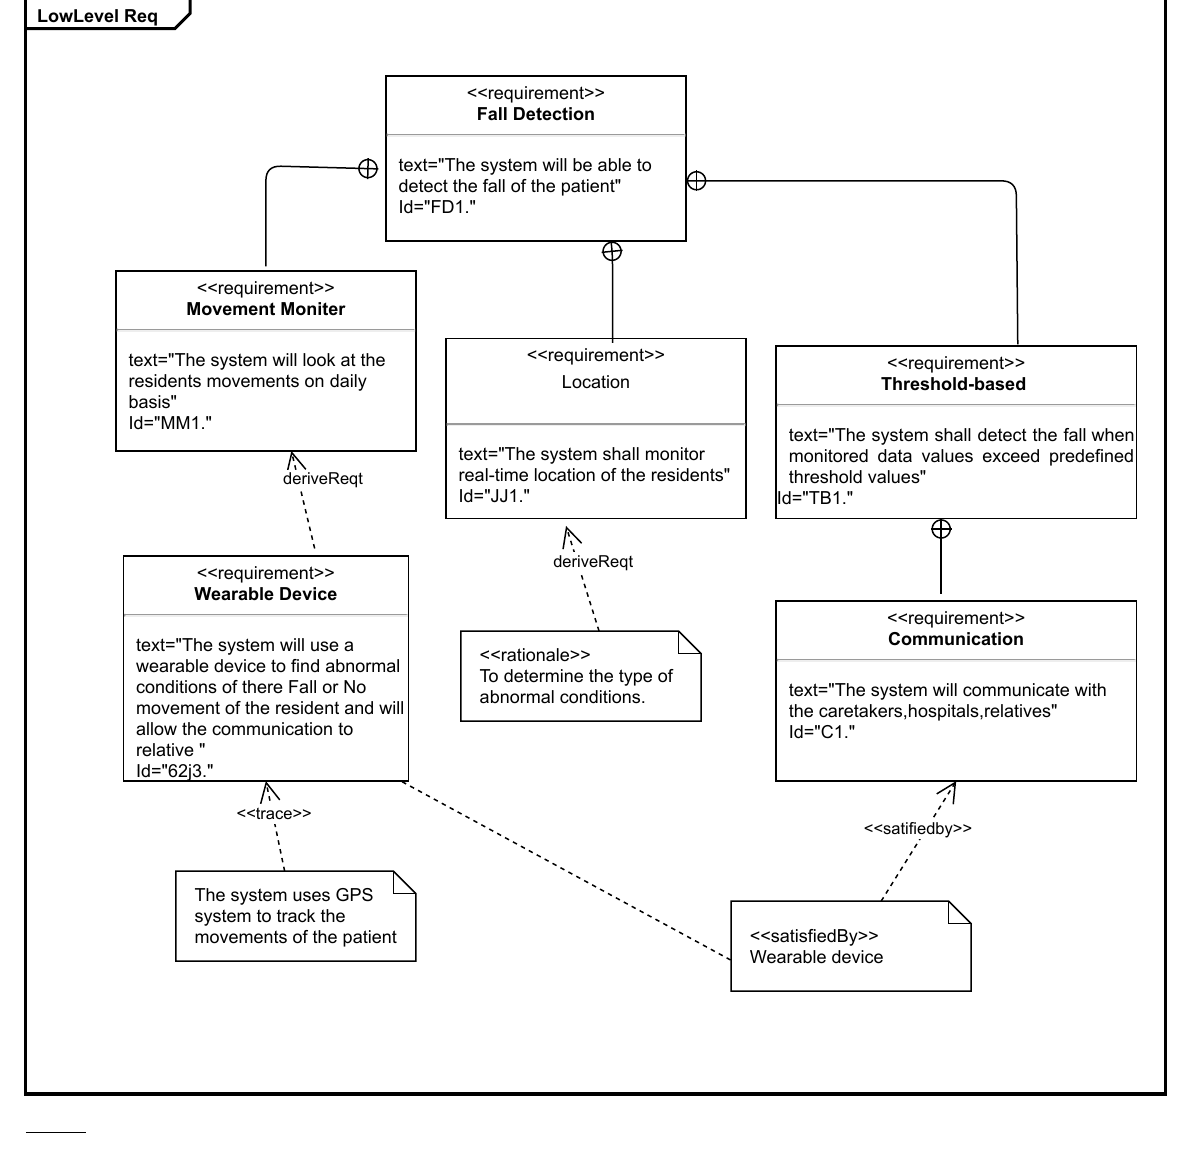 LowLevel Req
<<requirement>>
Fall Detection
text="The system will be able to
detect the fall of the patient"
Id="FD1."
<<requirement>>
Movement Moniter
text="The system will look at the
residents movements on daily
basis"
Id="MM1."
<<requirement>>
Location
text="The system shall monitor
real-time location of the residents"
Id="JJ1."
<<requirement>>
Threshold-based
text="The system shall detect the fall when
monitored data values exceed predefined
threshold values"
Id="TB1."
deriveReqt
deriveReqt
<<requirement>>
Wearable Device
text="The system will use a
wearable device to find abnormal
conditions of there Fall or No
movement of the resident and will
allow the communication to
relative "
Id="62j3."
<<rationale>>
To determine the type of
abnormal conditions.
<<requirement>>
Communication
text="The system will communicate with
the caretakers,hospitals,relatives"
Id="C1."
<<trace>>
<<satifiedby>>
The system uses GPS
system to track the
movements of the patient
<<satisfiedBy>>
Wearable device